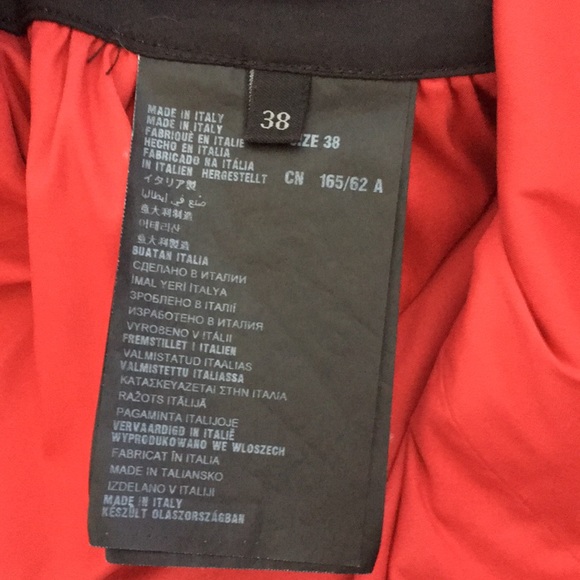 38
MADE IN ITALY
MADE IN ITALY
FABRIQUÉ EN ITALIE
HECHO EN ITALIA
FABRICADO NA ITÁLIA
IN ITALIEN HERGESTELLT
イタリア製
صنع في إيطاليا
意大利制造
이태리산
意大利製造
BUATAN ITALIA
СДЕЛАНО В ИТАЛИИ
IMAL YERİ İTALYA
ЗРОБЛЕНО В ІТАЛІЇ
ИЗРАБОТЕНО В ИТАЛИЯ
VYROBENO V ITÁLII
FREMSTILLET I ITALIEN
VALMISTATUD ITAALIAS
VALMISTETTU ITALIASSA
ΚΑΤΑΣΚΕΥΑΖΕΤΑΙ ΣΤΗΝ ΙΤΑΛΙΑ
RAŽOTS ITĀLIJĀ
PAGAMINTA ITALIJOJE
VERVAARDIGD IN ITALIË
WYPRODUKOWANO WE WLOSZECH
FABRICAT ÎN ITALIA
MADE IN TALIANSKO
IZDELANO V ITALIJI
MADE IN ITALY
KÉSZÜLT OLASZORSZÁGBAN
38
CN 165/62 A